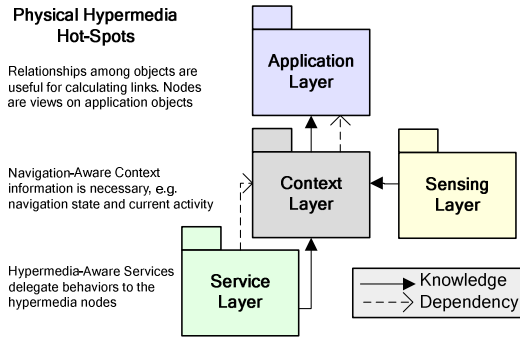 Physical Hypermedia
Hot-Spots
Relationships among objects are
useful for calculating links. Nodes
are views on application objects
Application
Layer
Navigation-Aware Context
information is necessary, e.g.
navigation state and current activity
Context
Layer
Sensing
Layer
Hypermedia-Aware Services
delegate behaviors to the
hypermedia nodes
Service
Layer
Knowledge
Dependency